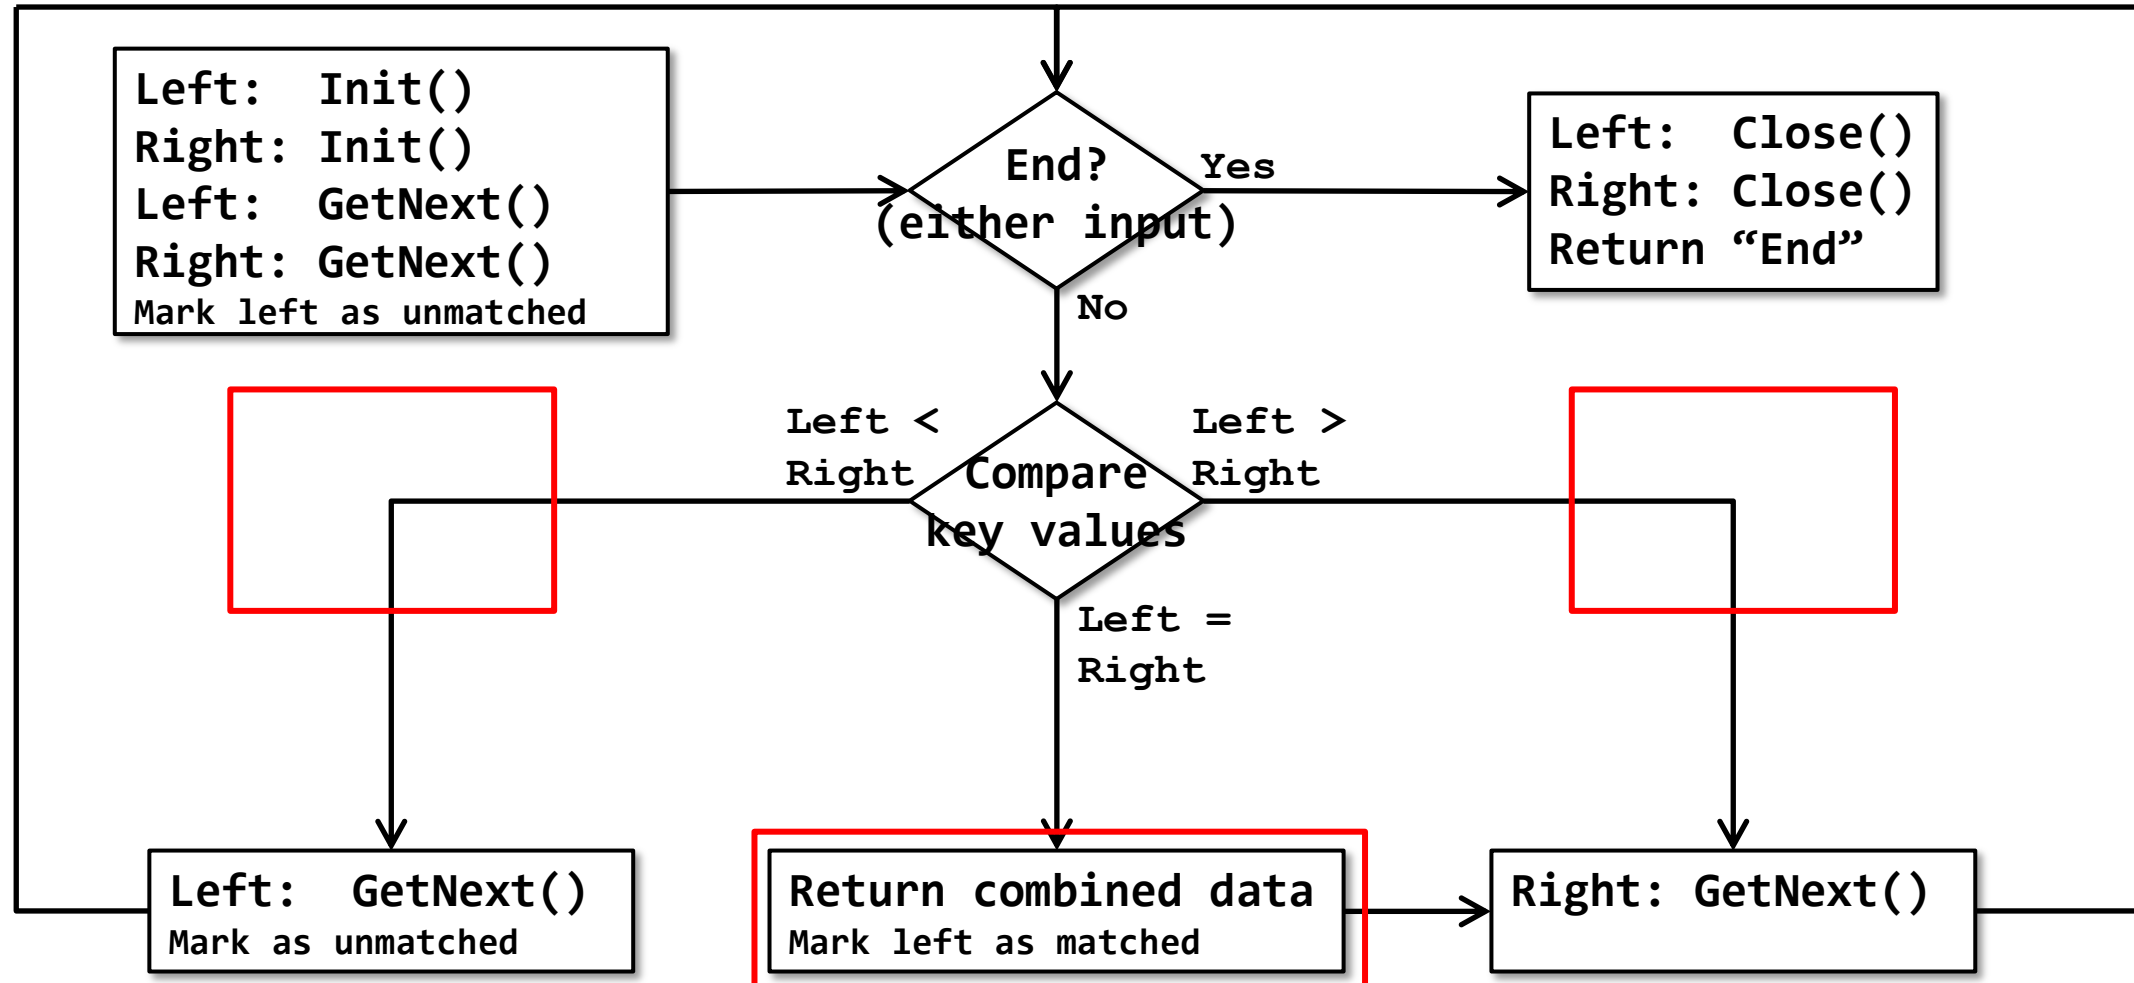 Left:  Init()
Right: Init()
Left:  GetNext()
Right: GetNext()
Mark left as unmatched
End?
(either input)
Yes
Left:  Close()
Right: Close()
Return “End”
No
Left <
Right
Compare
key values
Left >
Right
Left =
Right
Left:  GetNext()
Mark as unmatched
Return combined data
Mark left as matched
Right: GetNext()